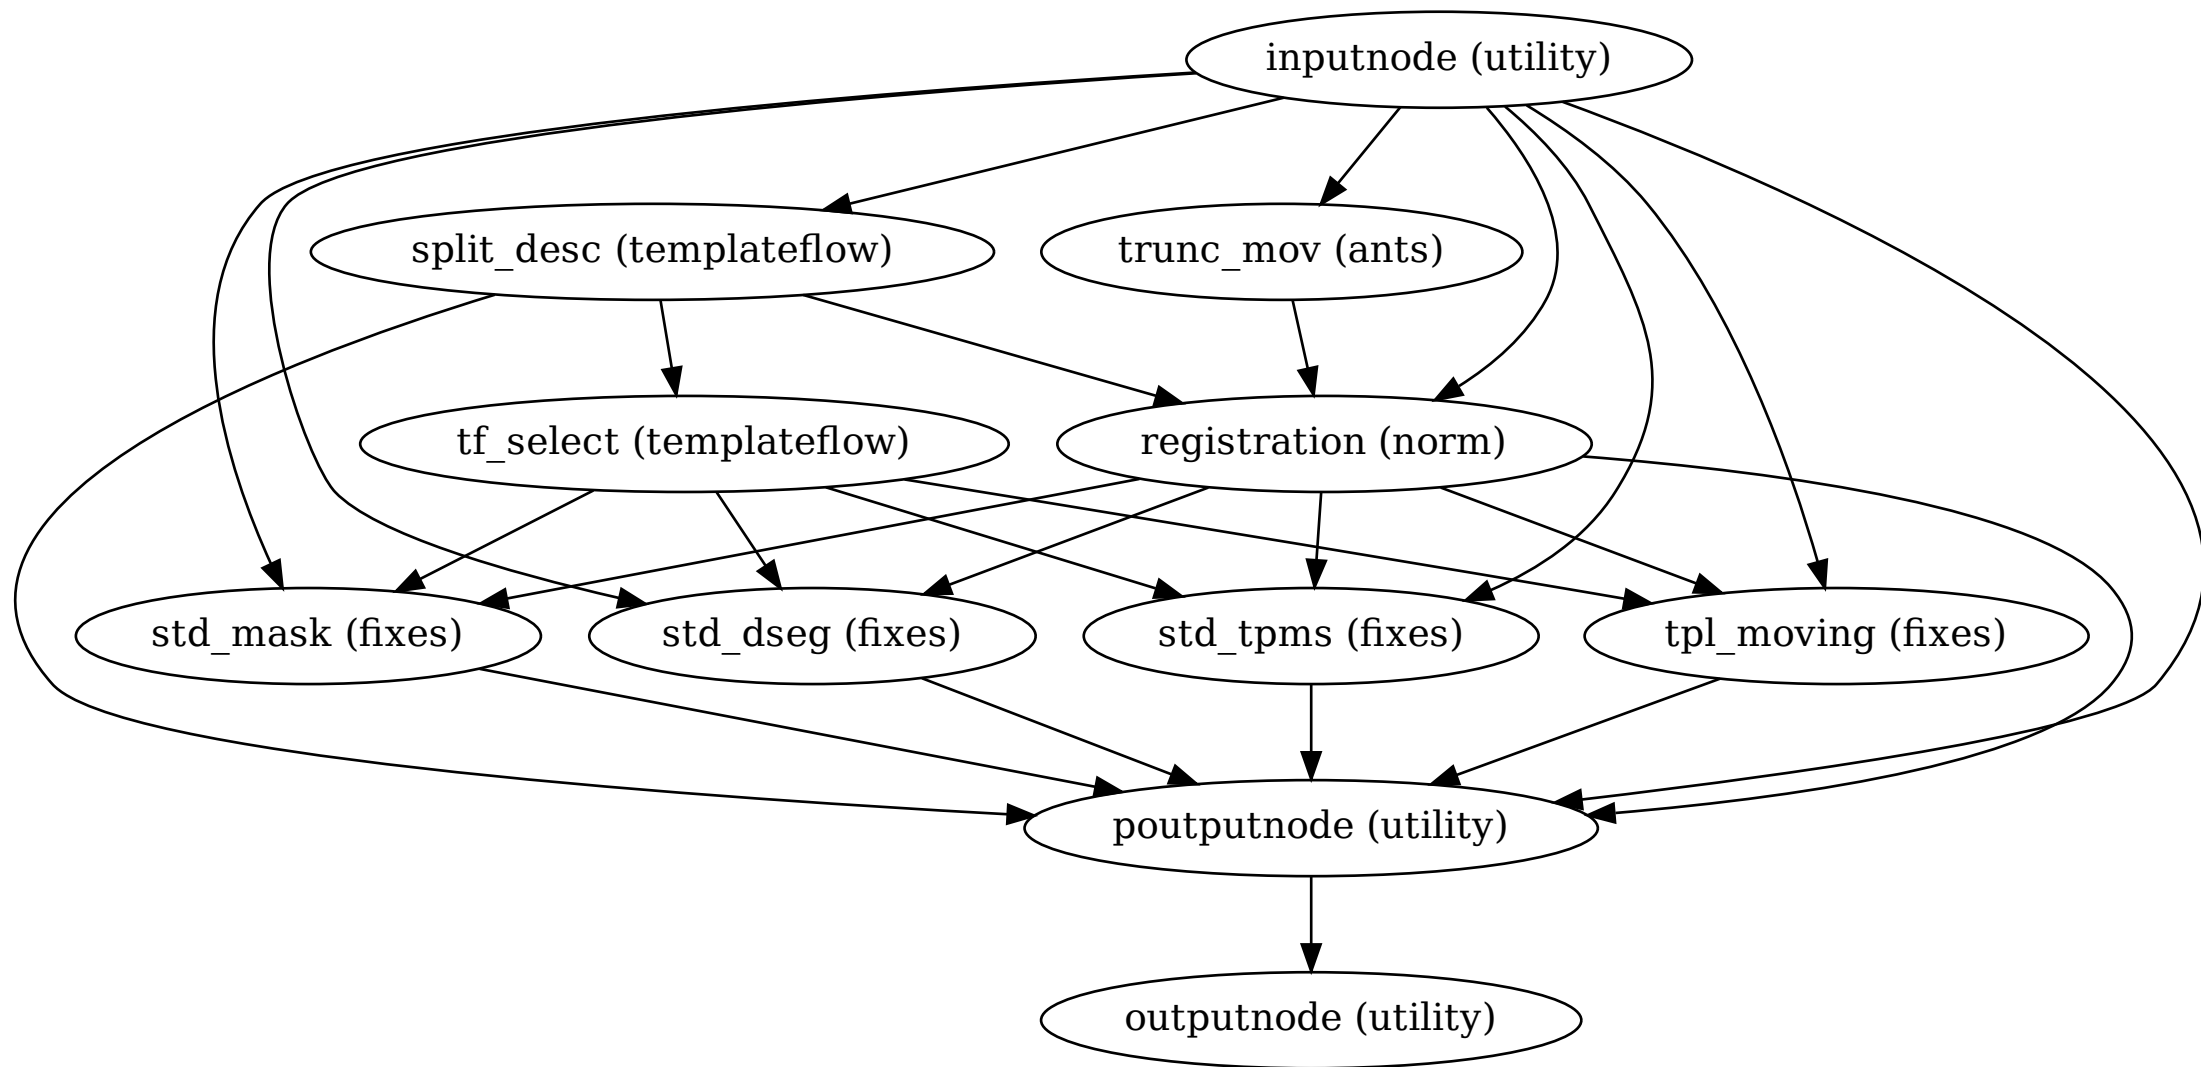 inputnode (utility)
split_desc (templateflow)
trunc_mov (ants)
tf_select (templateflow)
registration (norm)
std_mask (fixes)
std_dseg (fixes)
std_tpms (fixes)
tpl_moving (fixes)
poutputnode (utility)
outputnode (utility)